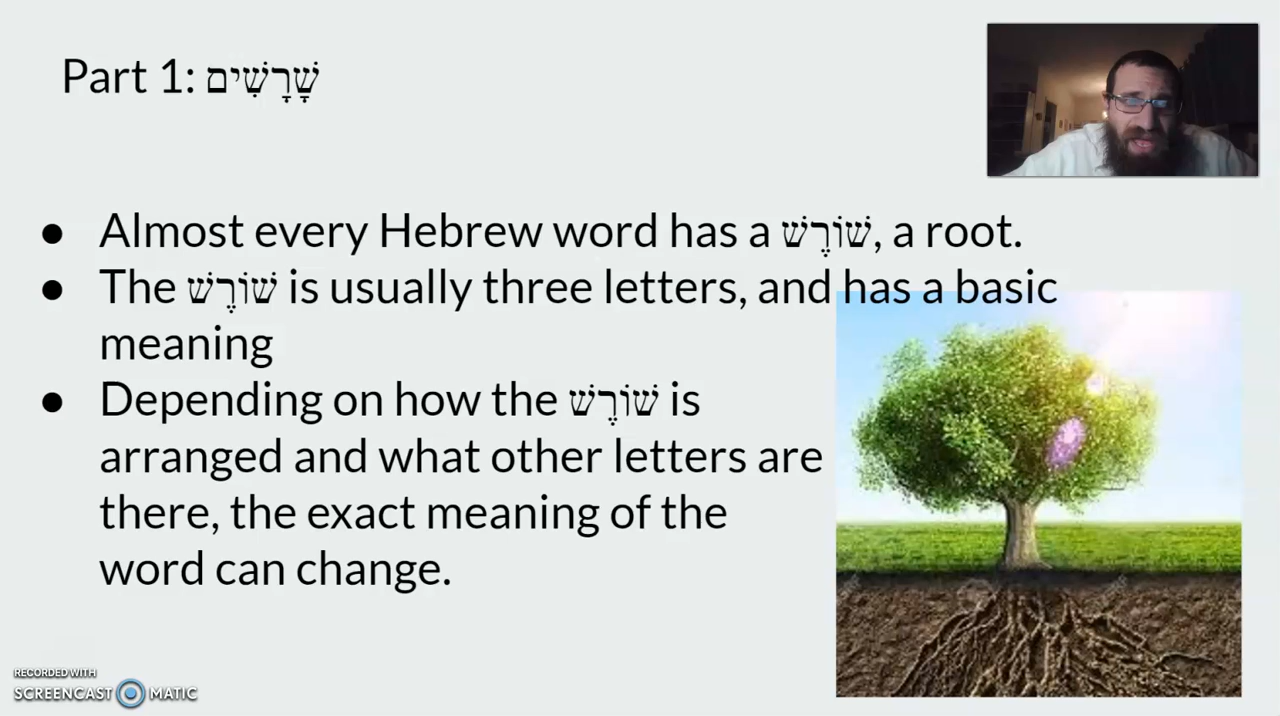 Part 1: שָׁרָשִׁים
● Almost every Hebrew word has a שׁוֹרֶשׁ, a root.
● The שׁוֹרֶשׁ is usually three letters, and has a basic
meaning
● Depending on how the שׁוֹרֶשׁ is
arranged and what other letters are
there, the exact meaning of the
word can change.
RECORDED WITH
SCREENCAST MATIC